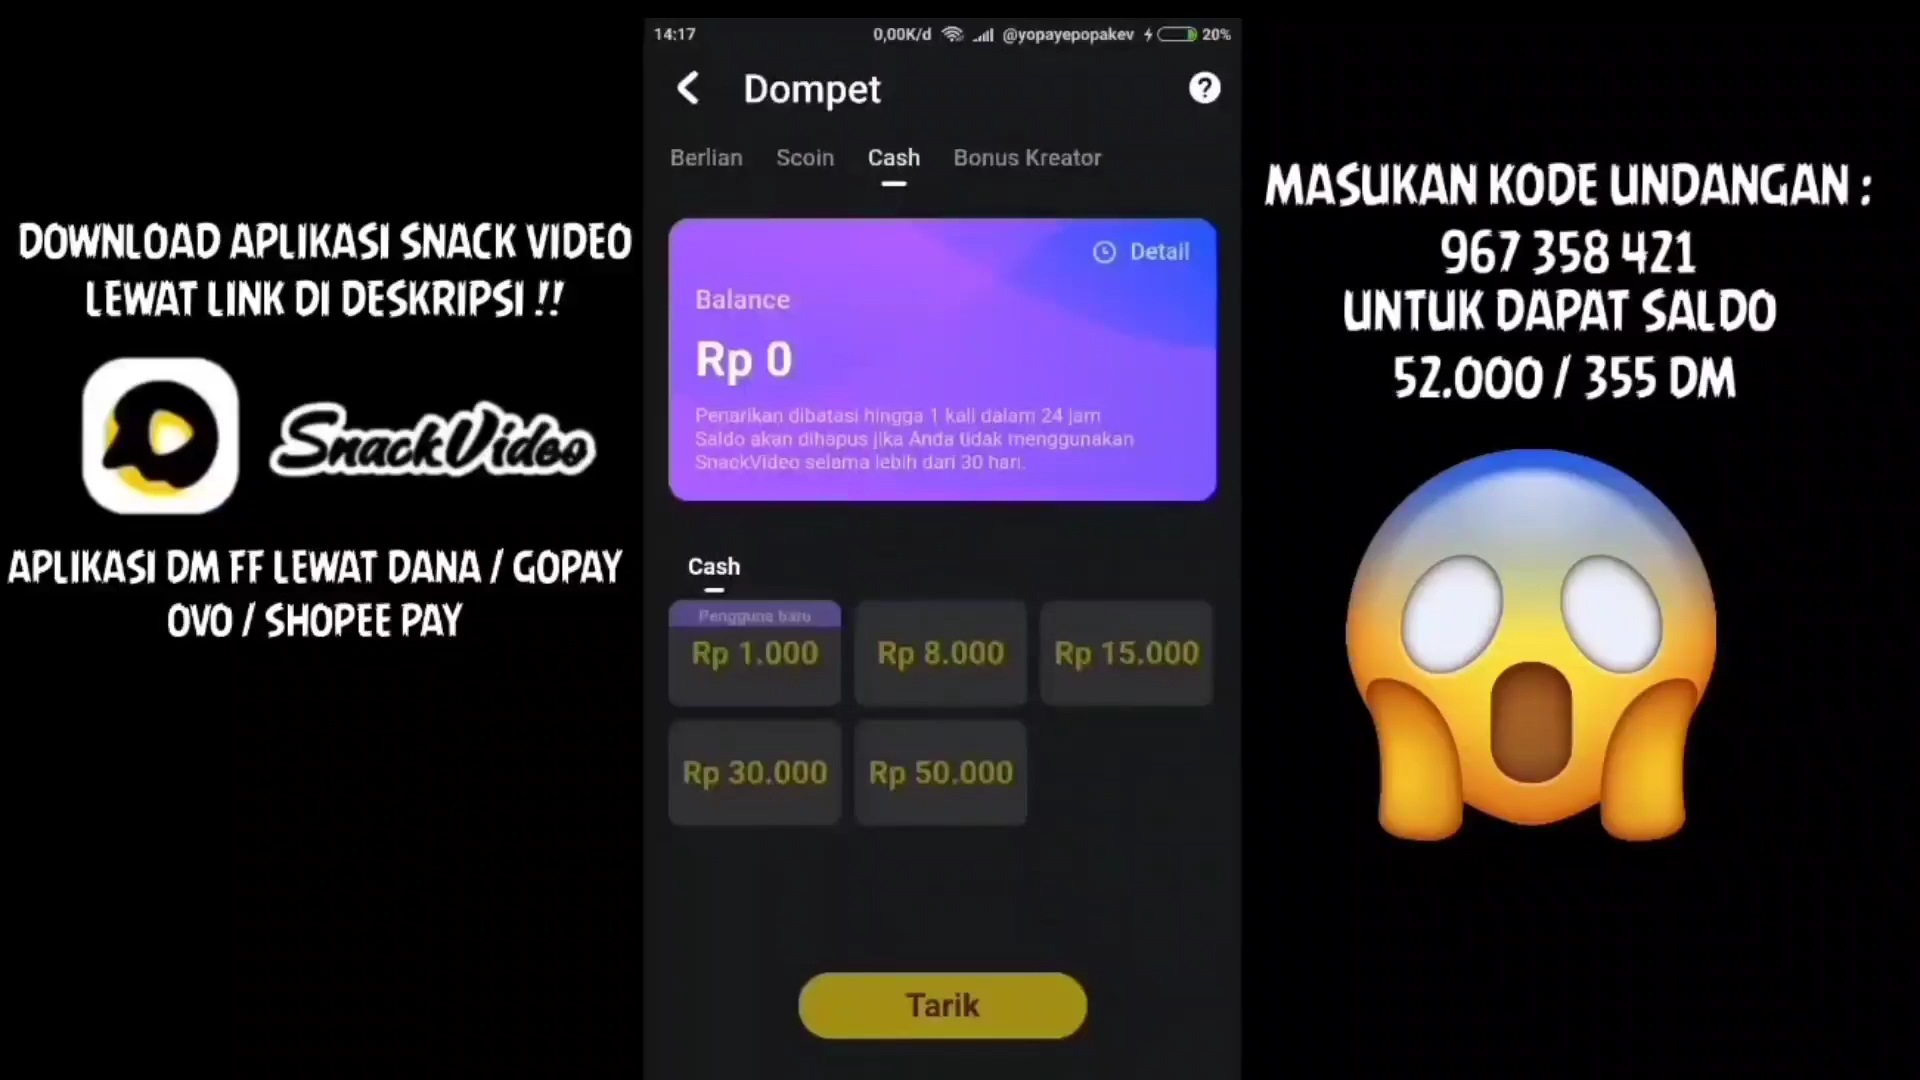 DOWNLOAD APLIKASI SNACK VIDEO
LEWAT LINK DI DESKRIPSI !!
SnackVideo
APLIKASI DM FF LEWAT DANA / GOPAY
OVO / SHOPEE PAY
14:17
0,00K/d @yopayepopakev 20%
Dompet
?
Berlian Scoin Cash Bonus Kreator
Detail
Balance
Rp 0
Penarikan dibatasi hingga 1 kali dalam 24 jam
Saldo akan dihapus jika Anda tidak menggunakan
SnackVideo selama lebih dari 30 hari.
Cash
Pengguna baru
Rp 1.000 Rp 8.000 Rp 15.000
Rp 30.000 Rp 50.000
Tarik
MASUKAN KODE UNDANGAN :
967 358 421
UNTUK DAPAT SALDO
52.000 / 355 DM